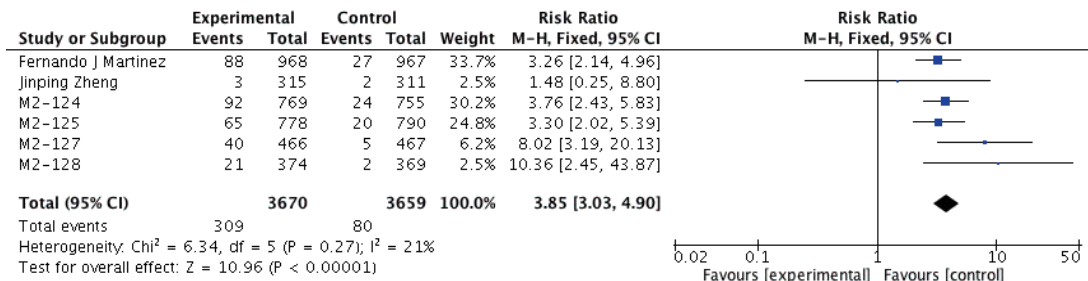 Experimental Control Risk Ratio Risk Ratio
Study or Subgroup Events Total Events Total Weight M-H, Fixed, 95% CI M-H, Fixed, 95% CI
Fernando J Martinez 88 968 27 967 33.7% 3.26 [2.14, 4.96]
Jinping Zheng 3 315 2 311 2.5% 1.48 [0.25, 8.80]
M2-124 92 769 24 755 30.2% 3.76 [2.43, 5.83]
M2-125 65 778 20 790 24.8% 3.30 [2.02, 5.39]
M2-127 40 466 5 467 6.2% 8.02 [3.19, 20.13]
M2-128 21 374 2 369 2.5% 10.36 [2.45, 43.87]
Total (95% CI) 3670 3659 100.0% 3.85 [3.03, 4.90]
Total events 309 80
Heterogeneity: Chi² = 6.34, df = 5 (P = 0.27); I² = 21%
Test for overall effect: Z = 10.96 (P < 0.00001)
0.02 0.1 1 10 50
Favours [experimental] Favours [control]